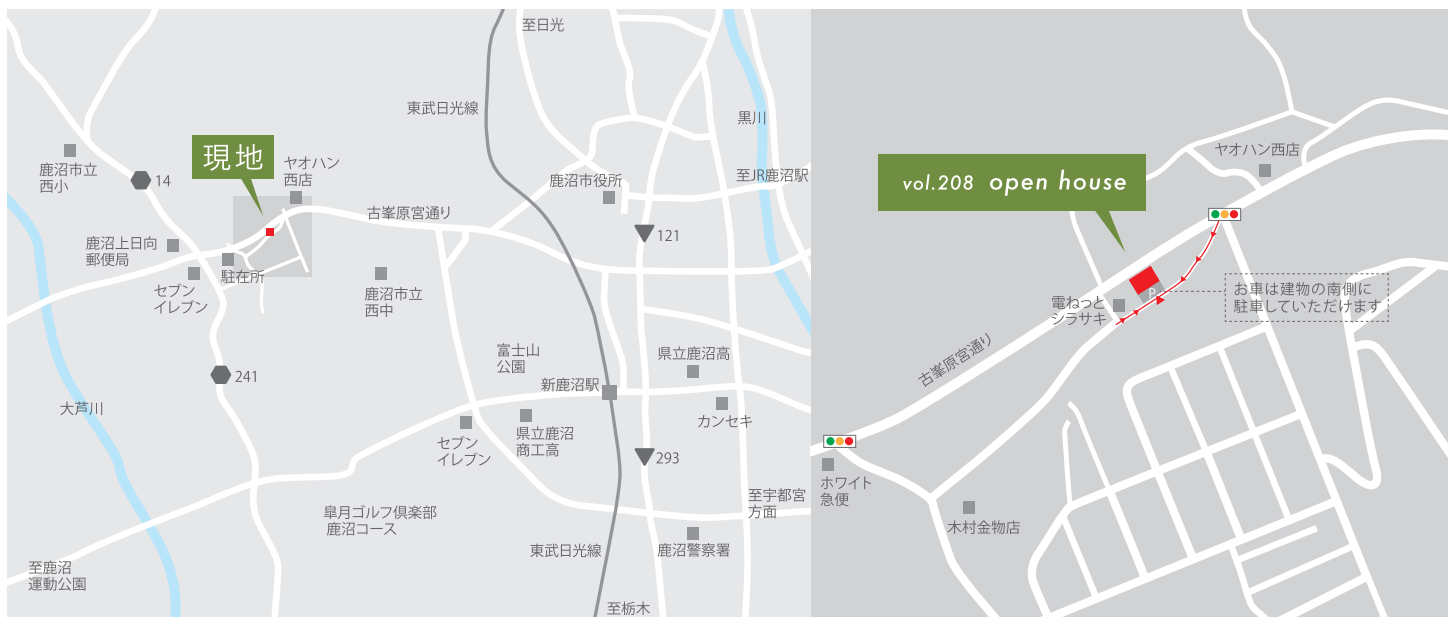 至日光
東武日光線
黒川
現地
ヤオハン
西店
鹿沼市立
西小
14
鹿沼市役所
至JR鹿沼駅
古峯原宮通り
121
鹿沼上日向
郵便局
駐在所
セブン
イレブン
鹿沼市立
西中
富士山
公園
県立鹿沼高
新鹿沼駅
241
大芦川
カンセキ
セブン
イレブン
県立鹿沼
商工高
293
至宇都宮
方面
皐月ゴルフ倶楽部
鹿沼コース
東武日光線
鹿沼警察署
至鹿沼
運動公園
至栃木
ヤオハン西店
vol.208 open house
P
お車は建物の南側に
駐車していただけます
電ねっと
シラサキ
古峯原宮通り
ホワイト
急便
木村金物店